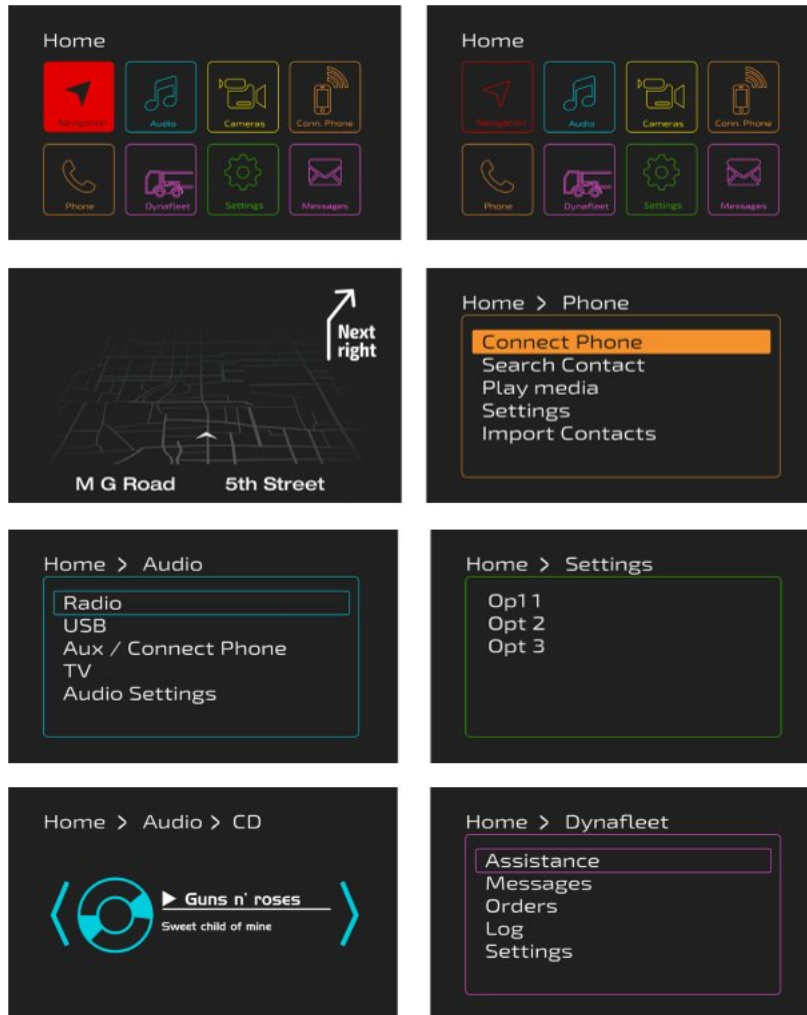 Home
Navigation Audio Cameras Conn. Phone
Phone Dynafleet Settings Messages
Home
Navigation Audio Cameras Conn. Phone
Phone Dynafleet Settings Messages
Next
right
M G Road 5th Street
Home > Phone
Connect Phone
Search Contact
Play media
Settings
Import Contacts
Home > Audio
Radio
USB
Aux / Connect Phone
TV
Audio Settings
Home > Settings
Op1 1
Opt 2
Opt 3
Home > Audio > CD
Guns n' roses
Sweet child of mine
Home > Dynafleet
Assistance
Messages
Orders
Log
Settings